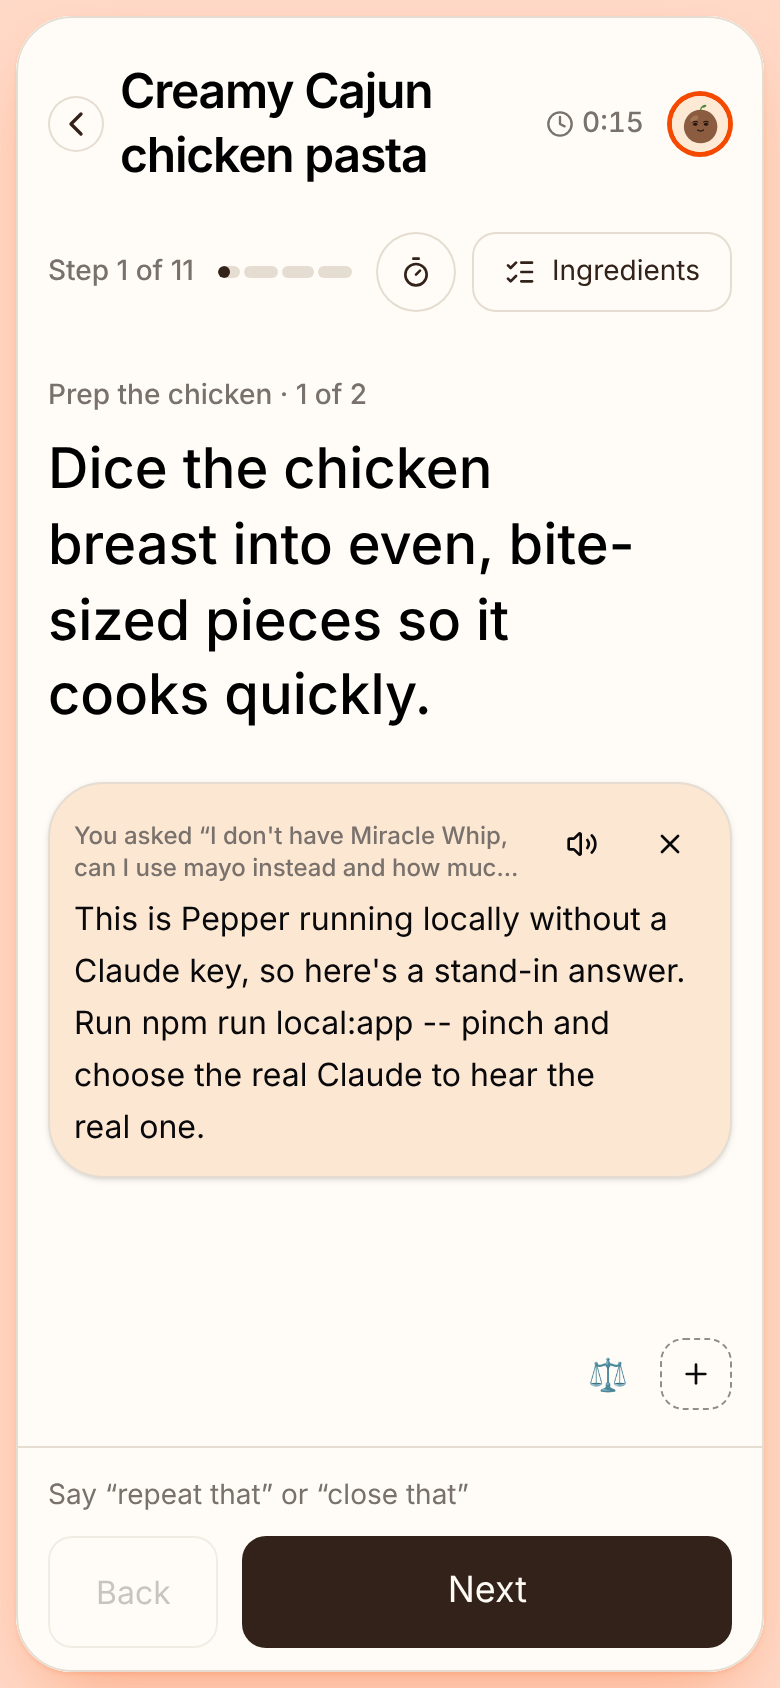 Creamy Cajun
chicken pasta
0:15
Step 1 of 11
Ingredients
Prep the chicken · 1 of 2
Dice the chicken
breast into even, bite-
sized pieces so it
cooks quickly.
You asked “I don't have Miracle Whip,
can I use mayo instead and how muc...
This is Pepper running locally without a
Claude key, so here's a stand-in answer.
Run npm run local:app -- pinch and
choose the real Claude to hear the
real one.
Say “repeat that” or “close that”
Back
Next